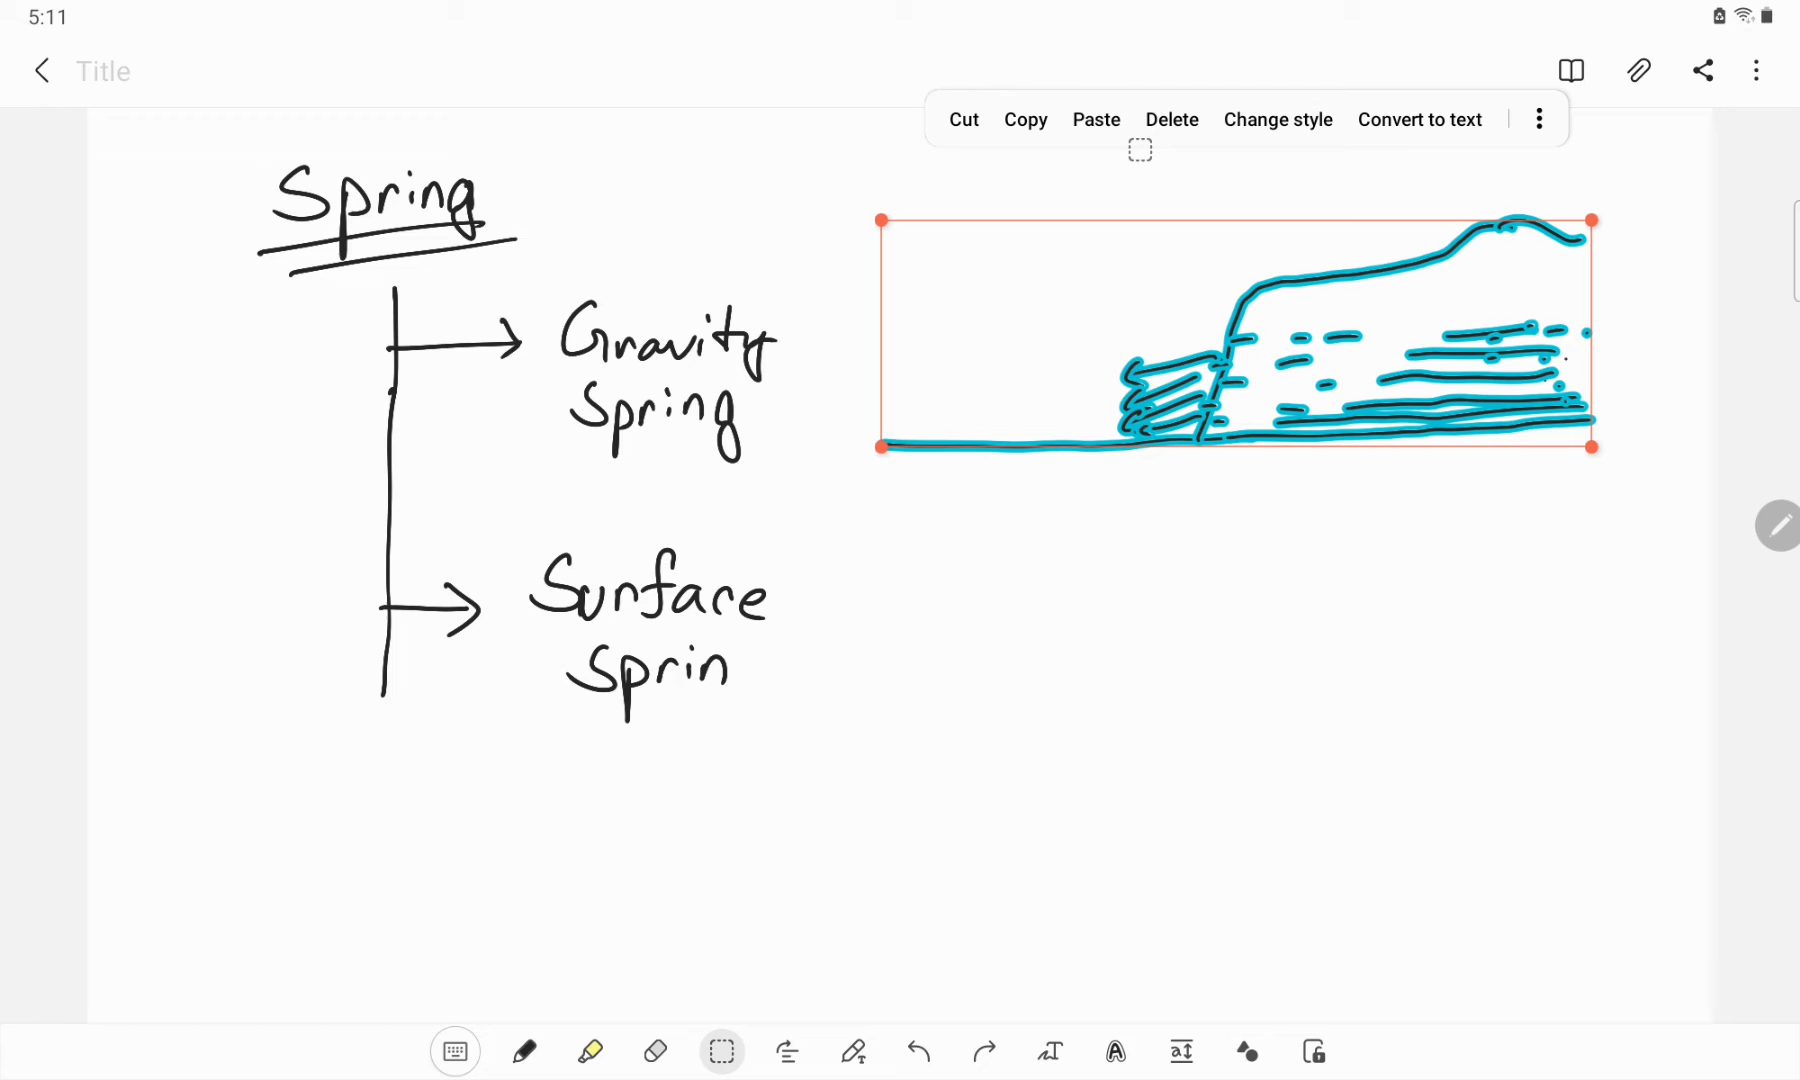 5:11
Title
Cut Copy Paste Delete Change style Convert to text
Spring
Gravity
Spring
Surface
Sprin